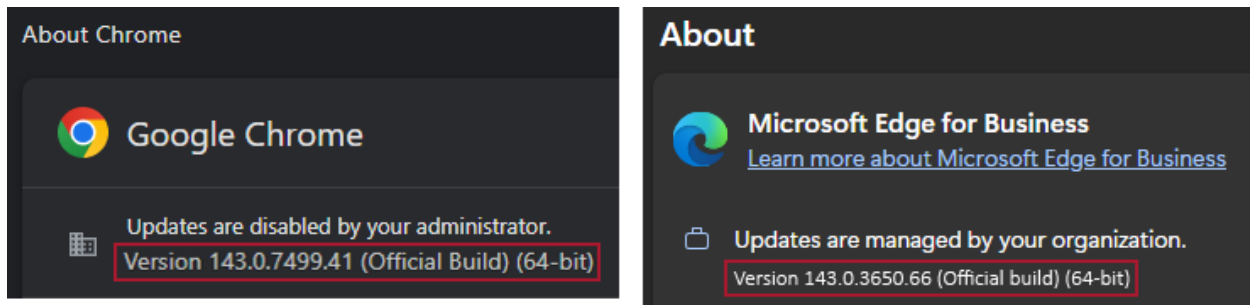 About Chrome
Google Chrome
Updates are disabled by your administrator.
Version 143.0.7499.41 (Official Build) (64-bit)
About
Microsoft Edge for Business
Learn more about Microsoft Edge for Business
Updates are managed by your organization.
Version 143.0.3650.66 (Official build) (64-bit)